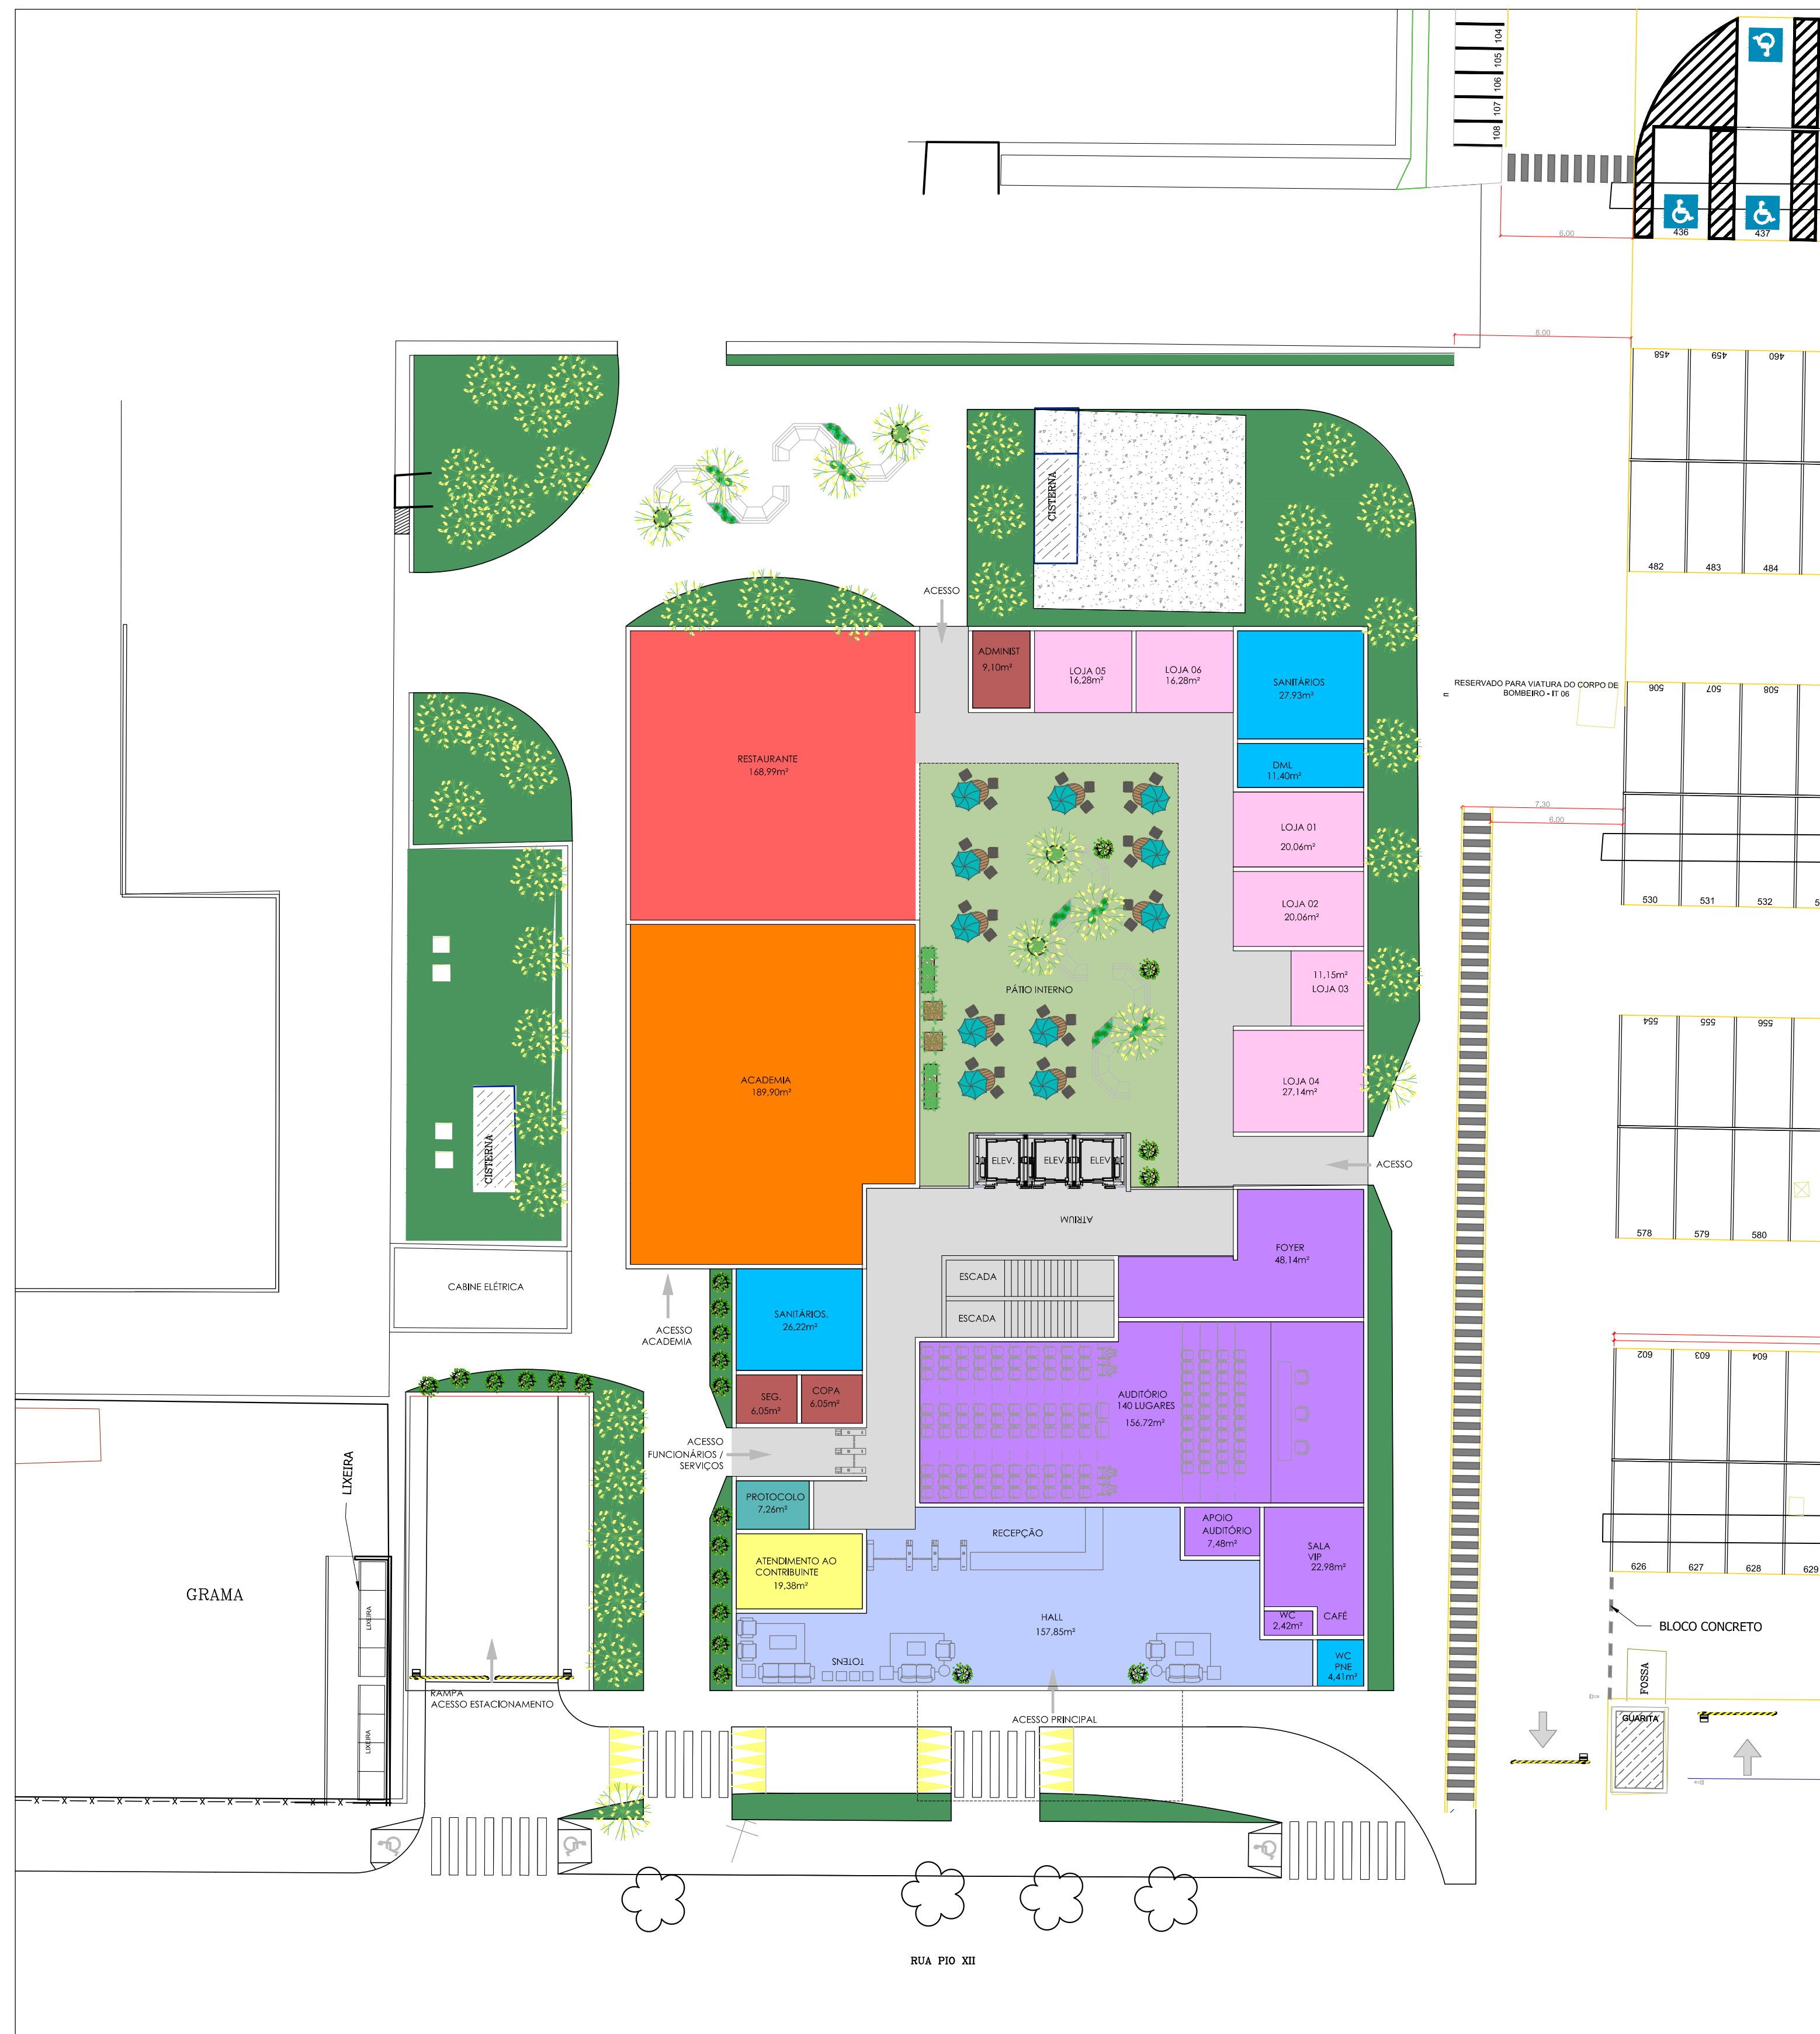 104
105
106
107
108
436
437
6,00
8,00
458
459
460
CISTERNA
482
483
484
ACESSO
ADMINIST
9,10m²
LOJA 05
16,28m²
LOJA 06
16,28m²
SANITÁRIOS
27,93m²
RESERVADO PARA VIATURA DO CORPO DE
BOMBEIRO - IT 06
506
507
508
RESTAURANTE
168,99m²
DML
11,40m²
7,30
6,00
LOJA 01
20,06m²
LOJA 02
20,06m²
530
531
532
PÁTIO INTERNO
11,15m²
LOJA 03
554
555
556
ACADEMIA
189,90m²
LOJA 04
27,14m²
CISTERNA
ELEV.
ELEV.
ELEV
ACESSO
ATRIUM
FOYER
48,14m²
578
579
580
CABINE ELÉTRICA
ESCADA
ESCADA
ACESSO
ACADEMIA
SANITÁRIOS.
26,22m²
602
603
604
SEG.
6,05m²
COPA
6,05m²
AUDITÓRIO
140 LUGARES
156,72m²
ACESSO
FUNCIONÁRIOS /
SERVIÇOS
LIXEIRA
PROTOCOLO
7,26m²
RECEPÇÃO
APOIO
AUDITÓRIO
7,48m²
SALA
VIP
22,98m²
ATENDIMENTO AO
CONTRIBUINTE
19,38m²
626
627
628
629
GRAMA
LIXEIRA
HALL
157,85m²
WC
2,42m²
CAFÉ
BLOCO CONCRETO
TOTENS
WC
PNE
4,41m²
FOSSA
RAMPA
ACESSO ESTACIONAMENTO
ACESSO PRINCIPAL
GUARITA
LIXEIRA
RUA PIO XII